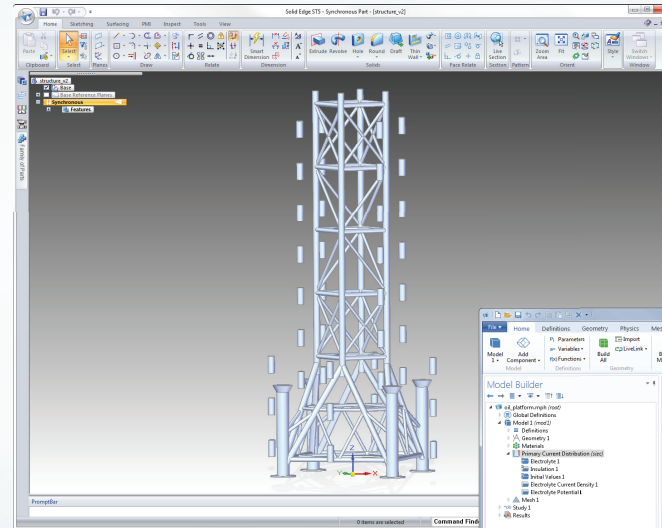 Solid Edge ST5 - Synchronous Part - [structure_v2]
Home Sketching Surfacing PMI Inspect Tools View
Paste Select Smart Dimension Extrude Revolve Hole Round Draft Thin Wall Live Section Zoom Area Fit Style Switch Windows
Clipboard Select Planes Draw Relate Dimension Solids Face Relate Section Pattern Orient Window
structure_v2
Base
Base Reference Planes
Synchronous
Features
Family of Parts
Z
Y X
PromptBar
0 items are selected Command Find
File Home Definitions Geometry Physics Mes
Model 1 Add Component Pi Parameters
a= Variables
f(x) Functions
Build All Import
LiveLink
Model Definitions Geometry
Model Builder
oil_platform.mph (root)
Global Definitions
Model 1 (mod1)
Definitions
Geometry 1
Materials
Primary Current Distribution (siec)
Electrolyte 1
Insulation 1
Initial Values 1
Electrolyte Current Density 1
Electrolyte Potential 1
Mesh 1
Study 1
Results